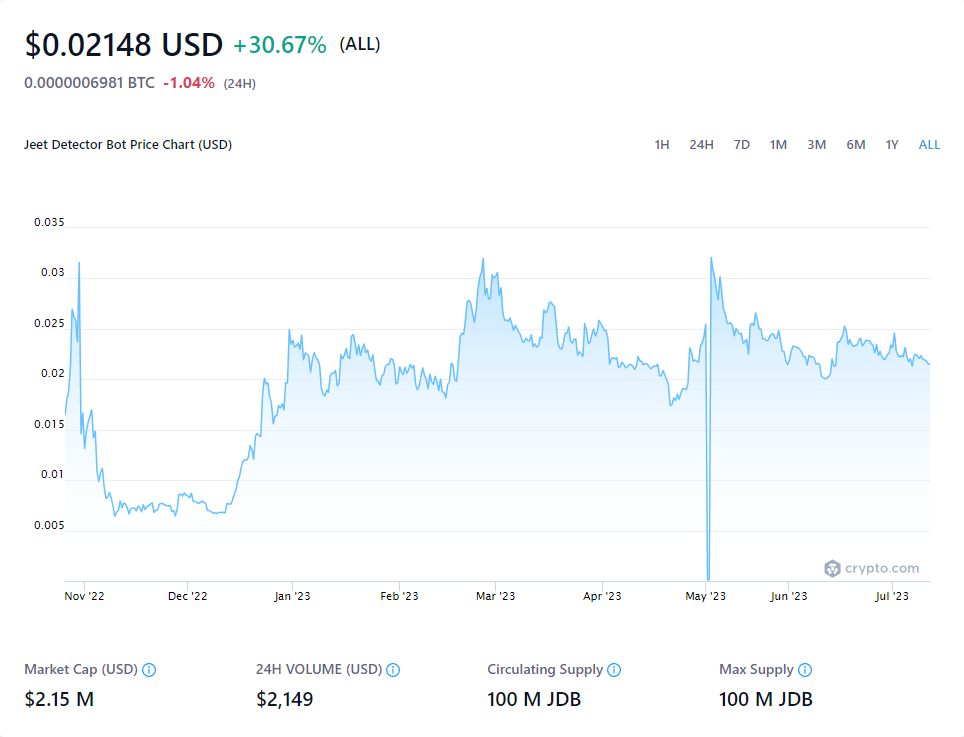 $0.02148 USD +30.67% (ALL)
0.0000006981 BTC -1.04% (24H)
Jeet Detector Bot Price Chart (USD) 1H 24H 7D 1M 3M 6M 1Y ALL
0.035
0.03
0.025
0.02
0.015
0.01
0.005
crypto.com
Nov '22 Dec '22 Jan '23 Feb '23 Mar '23 Apr '23 May '23 Jun '23 Jul '23
Market Cap (USD) 24H VOLUME (USD) Circulating Supply Max Supply
$2.15 M $2,149 100 M JDB 100 M JDB